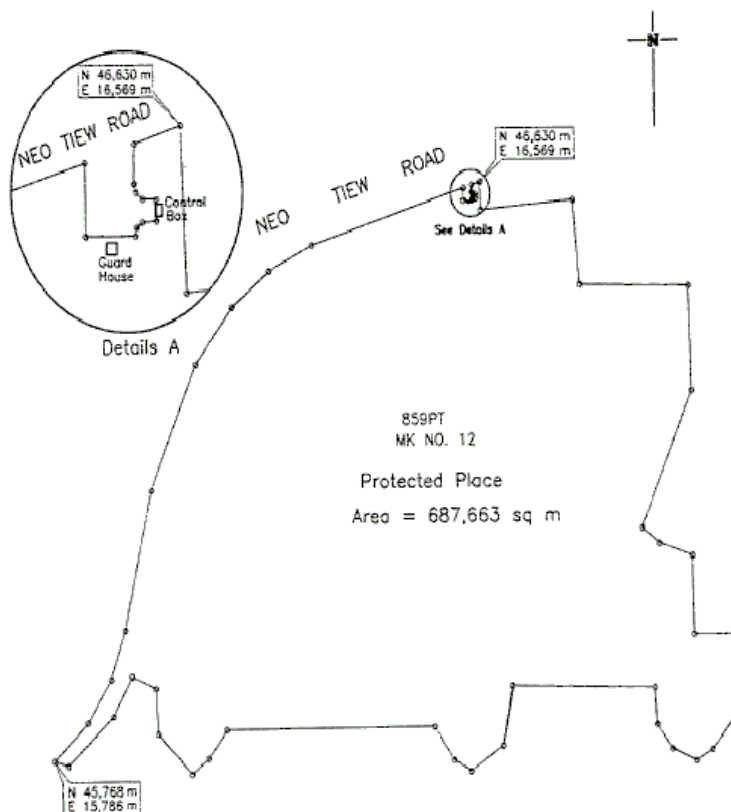 N 46,630 m
E 16,569 m
NEO TIEW ROAD
Control
Box
Guard
House
Details A
N
N 46,630 m
E 16,569 m
NEO TIEW ROAD
See Details A
859PT
MK NO. 12
Protected Place
Area = 687,663 sq m
N 45,768 m
E 15,786 m